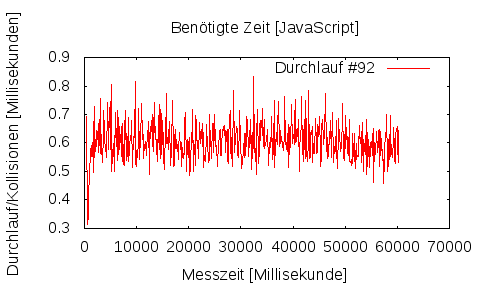 Benötigte Zeit [JavaScript]
Durchlauf/Kollisionen [Millisekunden]
0.9
0.8
0.7
0.6
0.5
0.4
0.3
Durchlauf #92
0 10000 20000 30000 40000 50000 60000 70000
Messzeit [Millisekunde]